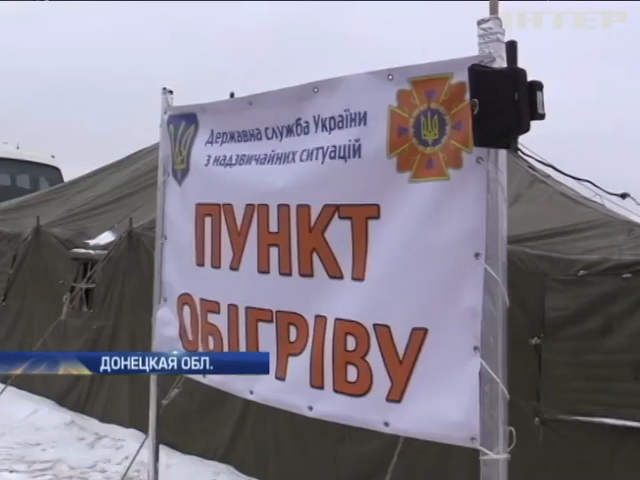 ІНТЕР
Державна служба України
з надзвичайних ситуацій
ПУНКТ
ОБІГРІВУ
ДОНЕЦКАЯ ОБЛ.